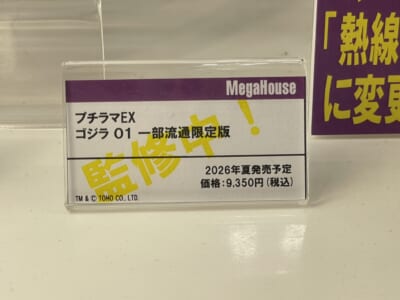 MegaHouse
プチラマEX
ゴジラ 01 一部流通限定版
監修中！
2026年夏発売予定
価格：9,350円（税込）
TM & © TOHO CO., LTD.
「熱線
に変更